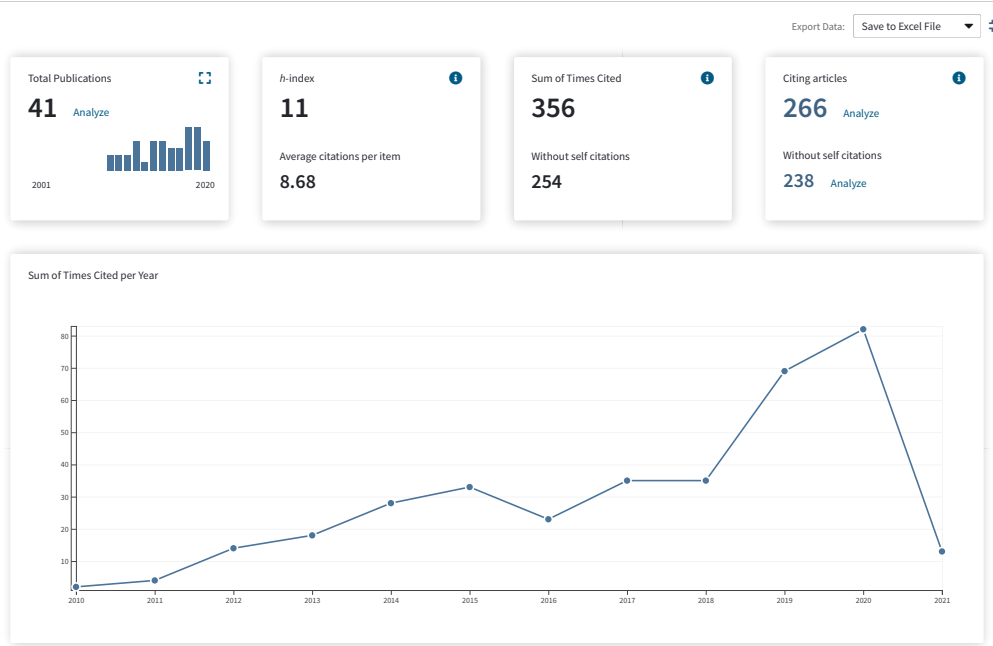 Export Data: Save to Excel File
Total Publications
41 Analyze
2001 2020
h-index
11
Average citations per item
8.68
Sum of Times Cited
356
Without self citations
254
Citing articles
266 Analyze
Without self citations
238 Analyze
Sum of Times Cited per Year
80
70
60
50
40
30
20
10
2010 2011 2012 2013 2014 2015 2016 2017 2018 2019 2020 2021